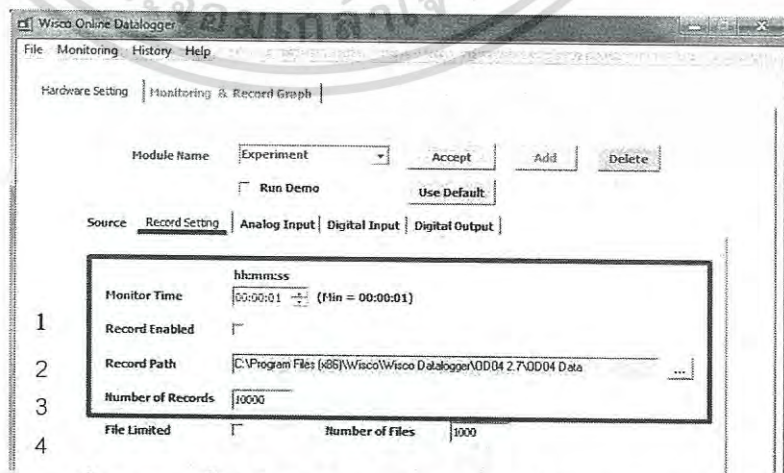 Wisco Online Datalogger
File Monitoring History Help
Hardware Setting Monitoring & Record Graph
Module Name Experiment Accept Add Delete
Run Demo Use Default
Source Record Setting Analog Input Digital Input Digital Output
hh:mm:ss
Monitor Time 00:00:01 (Min = 00:00:01)
1 Record Enabled
2 Record Path C:\Program Files (x86)\Wisco\Wisco Datalogger\OD04 2.7\OD04 Data ...
3 Number of Records 10000
4 File Limited Number of Files 1000